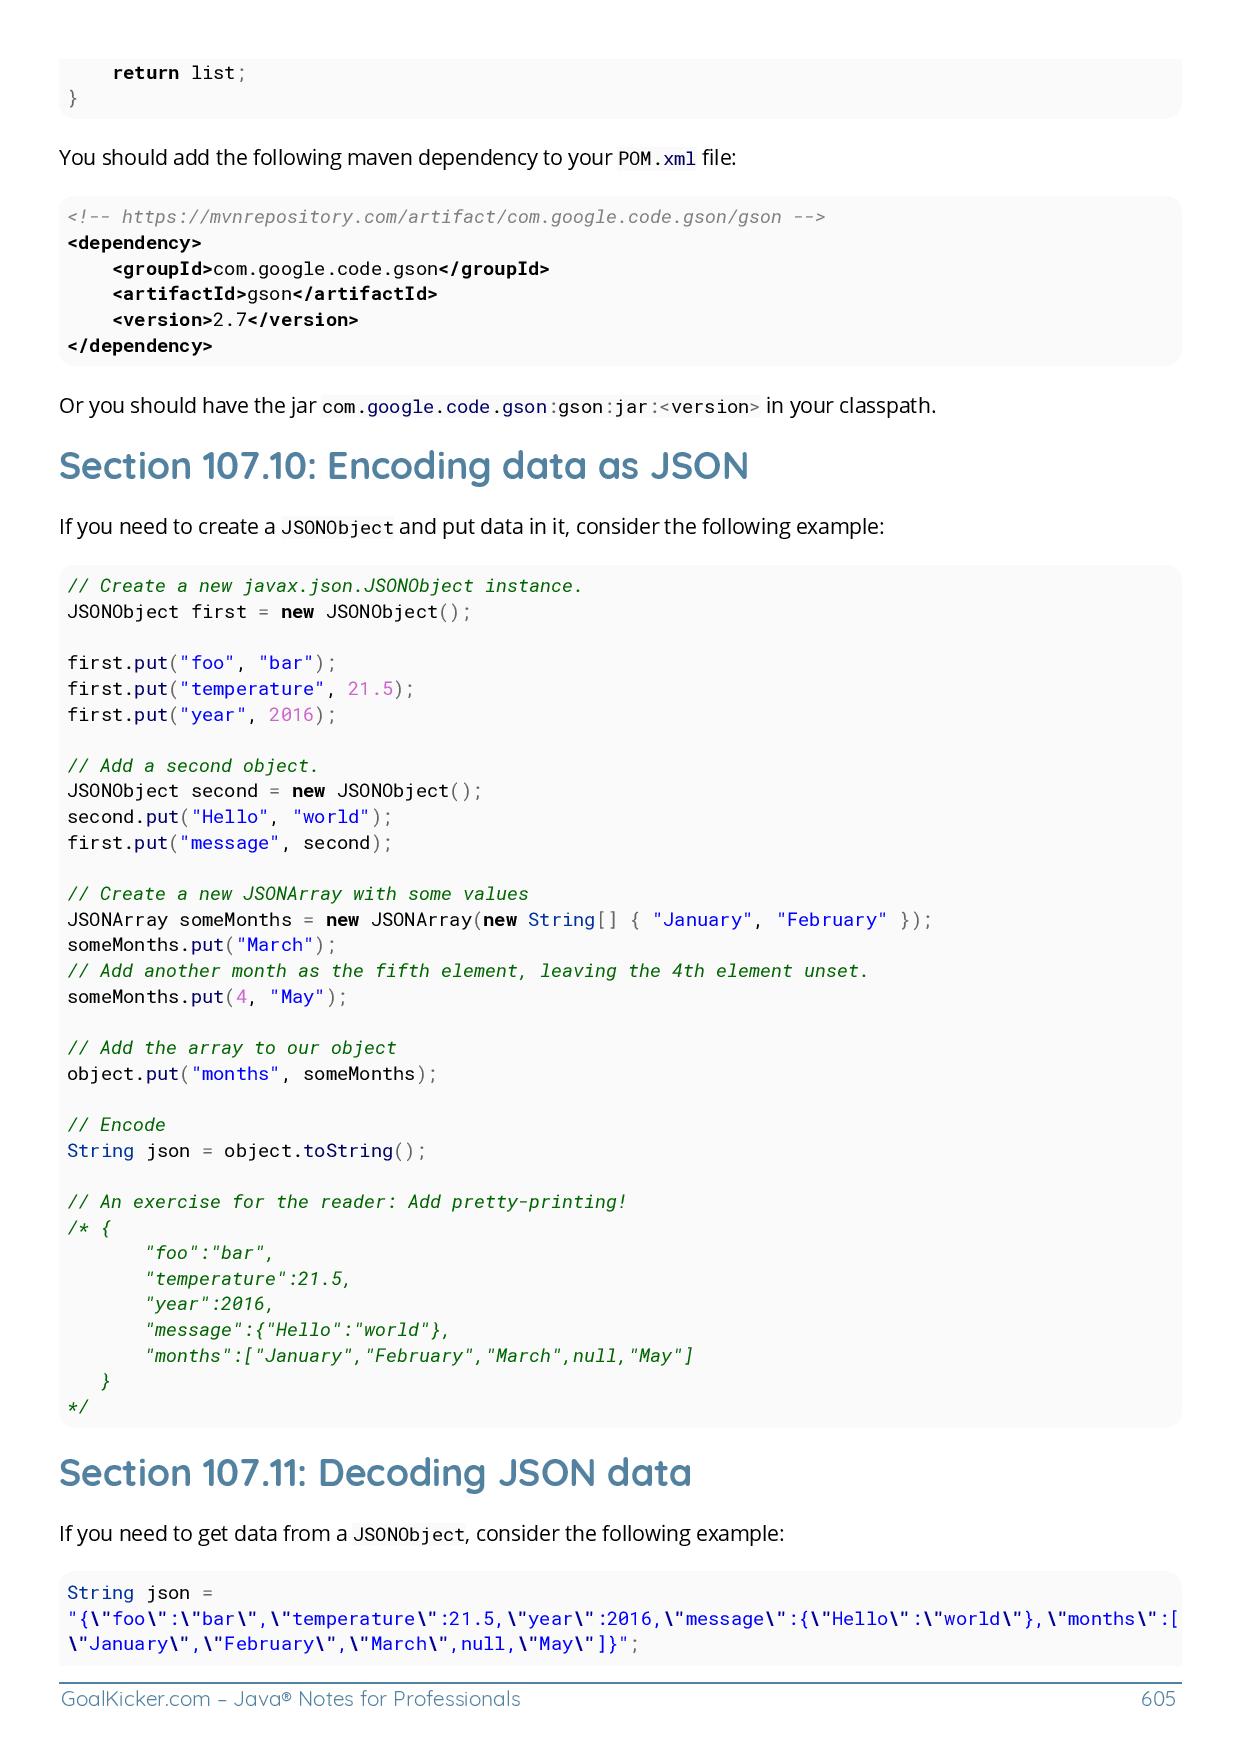 return list;
}
You should add the following maven dependency to your POM.xml file:
<!-- https://mvnrepository.com/artifact/com.google.code.gson/gson -->
<dependency>
    <groupId>com.google.code.gson</groupId>
    <artifactId>gson</artifactId>
    <version>2.7</version>
</dependency>
Or you should have the jar com.google.code.gson:gson:jar:<version> in your classpath.
Section 107.10: Encoding data as JSON
If you need to create a JSONObject and put data in it, consider the following example:
// Create a new javax.json.JSONObject instance.
JSONObject first = new JSONObject();
first.put("foo", "bar");
first.put("temperature", 21.5);
first.put("year", 2016);
// Add a second object.
JSONObject second = new JSONObject();
second.put("Hello", "world");
first.put("message", second);
// Create a new JSONArray with some values
JSONArray someMonths = new JSONArray(new String[] { "January", "February" });
someMonths.put("March");
// Add another month as the fifth element, leaving the 4th element unset.
someMonths.put(4, "May");
// Add the array to our object
object.put("months", someMonths);
// Encode
String json = object.toString();
// An exercise for the reader: Add pretty-printing!
/* {
       "foo":"bar",
       "temperature":21.5,
       "year":2016,
       "message":{"Hello":"world"},
       "months":["January","February","March",null,"May"]
   }
*/
Section 107.11: Decoding JSON data
If you need to get data from a JSONObject, consider the following example:
String json =
"{\"foo\":\"bar\",\"temperature\":21.5,\"year\":2016,\"message\":{\"Hello\":\"world\"},\"months\":[
\"January\",\"February\",\"March\",null,\"May\"]}";
GoalKicker.com – Java® Notes for Professionals 605